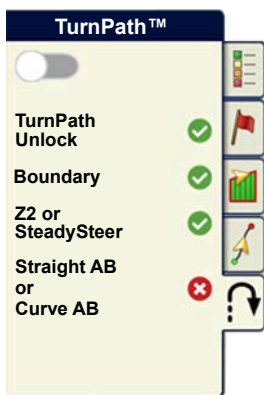 TurnPath™
TurnPath
Unlock
Boundary
Z2 or
SteadySteer
Straight AB
or
Curve AB